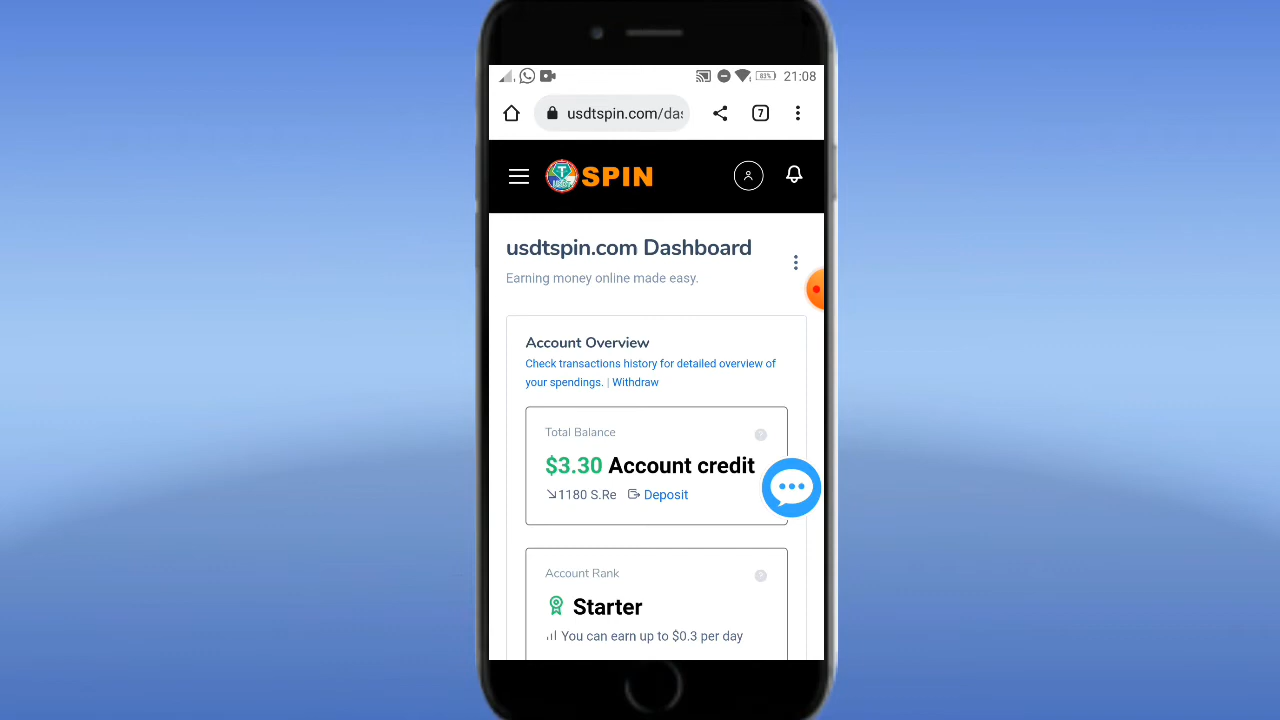 83%
21:08
usdtspin.com/das
7
SPIN
usdtspin.com Dashboard
Earning money online made easy.
Account Overview
Check transactions history for detailed overview of
your spendings. | Withdraw
Total Balance
?
$3.30 Account credit
1180 S.Re Deposit
Account Rank
?
Starter
You can earn up to $0.3 per day